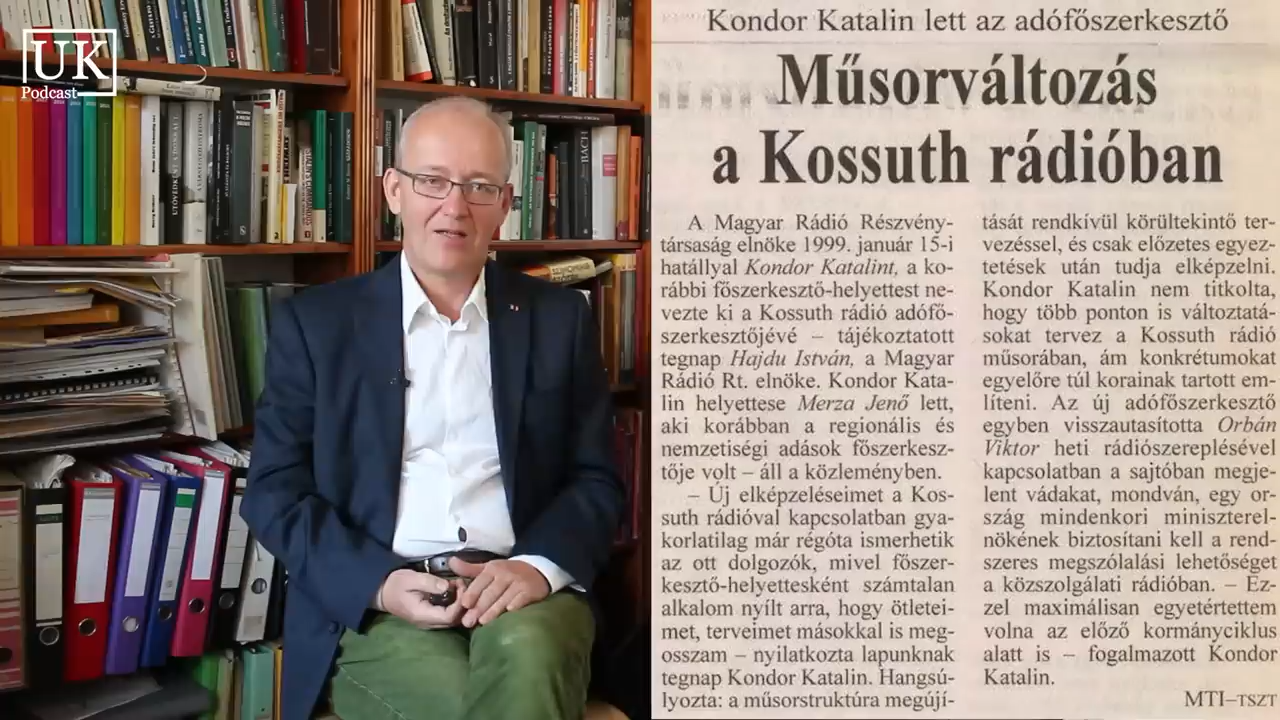 UK
Podcast
BACH
Kondor Katalin lett az adófőszerkesztő
Műsorváltozás
a Kossuth rádióban
A Magyar Rádió Részvény-
társaság elnöke 1999. január 15-i
hatállyal Kondor Katalint, a ko-
rábbi főszerkesztő-helyettest ne-
vezte ki a Kossuth rádió adófő-
szerkesztőjévé – tájékoztatott
tegnap Hajdu István, a Magyar
Rádió Rt. elnöke. Kondor Kata-
lin helyettese Merza Jenő lett,
aki korábban a regionális és
nemzetiségi adások főszerkesz-
tője volt – áll a közleményben.
– Új elképzeléseimet a Kos-
suth rádióval kapcsolatban gya-
korlatilag már régóta ismerhetik
az ott dolgozók, mivel főszer-
kesztő-helyettesként számtalan
alkalom nyílt arra, hogy ötletei-
met, terveimet másokkal is meg-
osszam – nyilatkozta lapunknak
tegnap Kondor Katalin. Hangsú-
lyozta: a műsorstruktúra megújí-
tását rendkívül körültekintő ter-
vezéssel, és csak előzetes egyez-
tetések után tudja elképzelni.
Kondor Katalin nem titkolta,
hogy több ponton is változtatá-
sokat tervez a Kossuth rádió
műsorában, ám konkrétumokat
egyelőre túl korainak tartott em-
líteni. Az új adófőszerkesztő
egyben visszautasította Orbán
Viktor heti rádiószereplésével
kapcsolatban a sajtóban megje-
lent vádakat, mondván, egy or-
szág mindenkori miniszterel-
nökének biztosítani kell a rend-
szeres megszólalási lehetőséget
a közszolgálati rádióban. – Ez-
zel maximálisan egyetértettem
volna az előző kormányciklus
alatt is – fogalmazott Kondor
Katalin.
MTI–TSZT